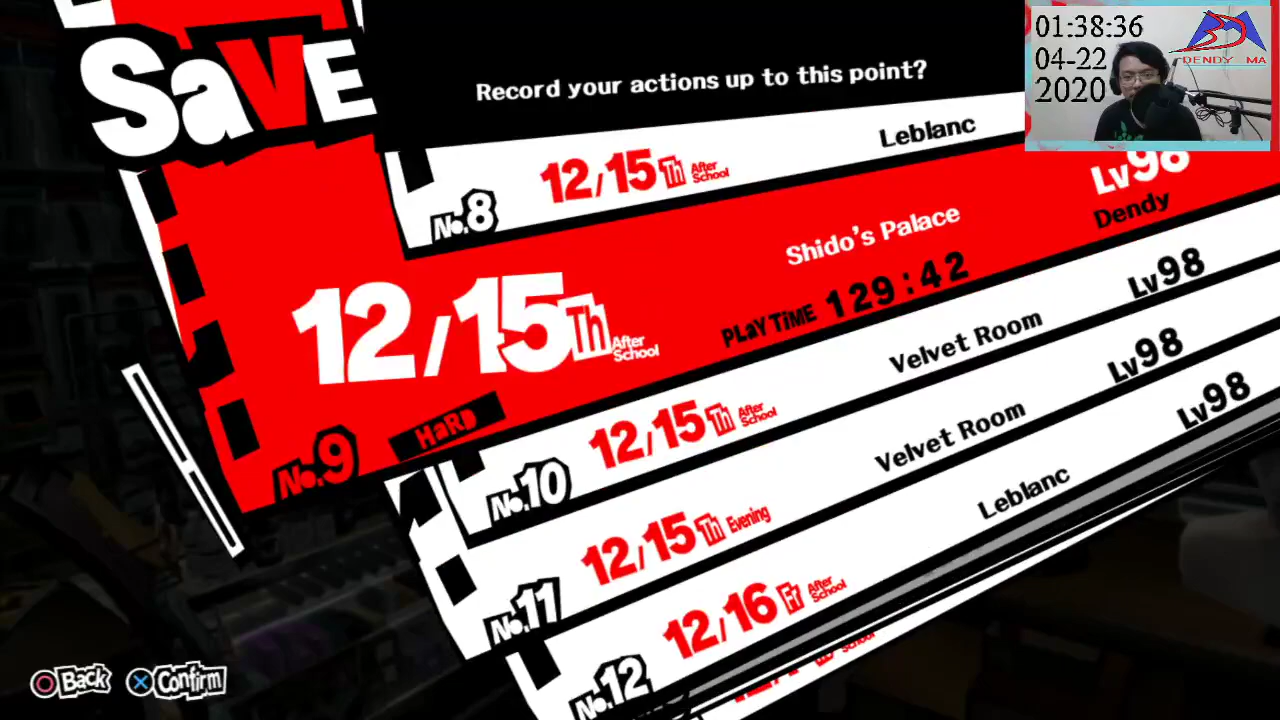 SaVE
Record your actions up to this point?
01:38:36
04-22
2020
DENDY MA
No.8
12/15 Th After School
Leblanc
No.9
12/15 Th After School
HaRD
Shido's Palace
PLaY TiME 129:42
Lv98
Dendy
No.10
12/15 Th After School
Velvet Room
Lv98
No.11
12/15 Th Evening
Velvet Room
Lv98
No.12
12/16 Fr After School
Leblanc
Lv98
Back
Confirm